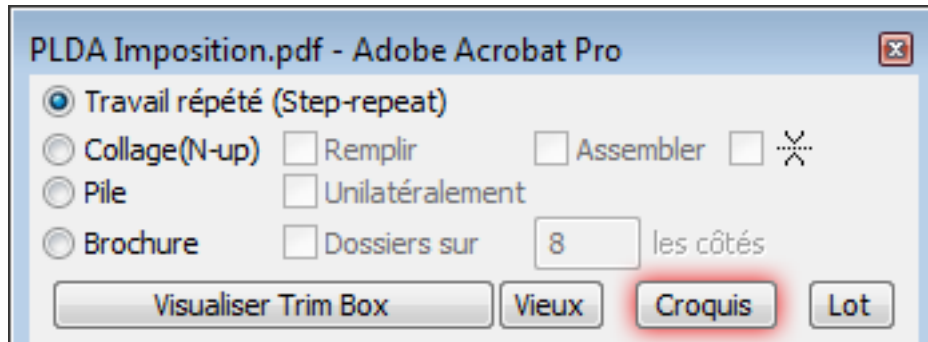 PLDA Imposition.pdf - Adobe Acrobat Pro
Travail répété (Step-repeat)
Collage(N-up) Remplir Assembler
Pile Unilatéralement
Brochure Dossiers sur 8 les côtés
Visualiser Trim Box Vieux Croquis Lot